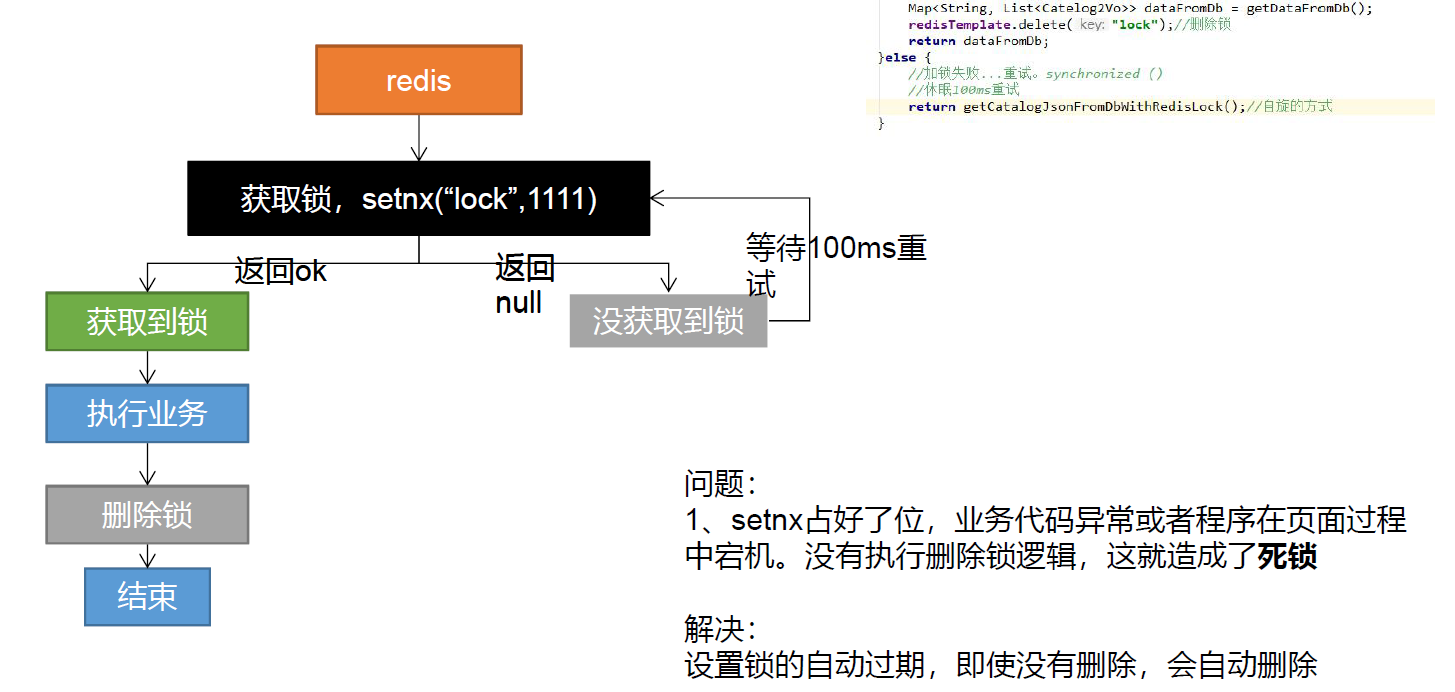 Map<String, List<Catelog2Vo>> dataFromDb = getDataFromDb();
redisTemplate.delete( key: "lock");//删除锁
return dataFromDb;
}else {
//加锁失败...重试。synchronized ()
//休眠100ms重试
return getCatalogJsonFromDbWithRedisLock();//自旋的方式
}
redis
获取锁，setnx(“lock”,1111)
返回ok
返回
null
等待100ms重
试
获取到锁
没获取到锁
执行业务
删除锁
结束
问题：
1、setnx占好了位，业务代码异常或者程序在页面过程
中宕机。没有执行删除锁逻辑，这就造成了死锁
解决：
设置锁的自动过期，即使没有删除，会自动删除